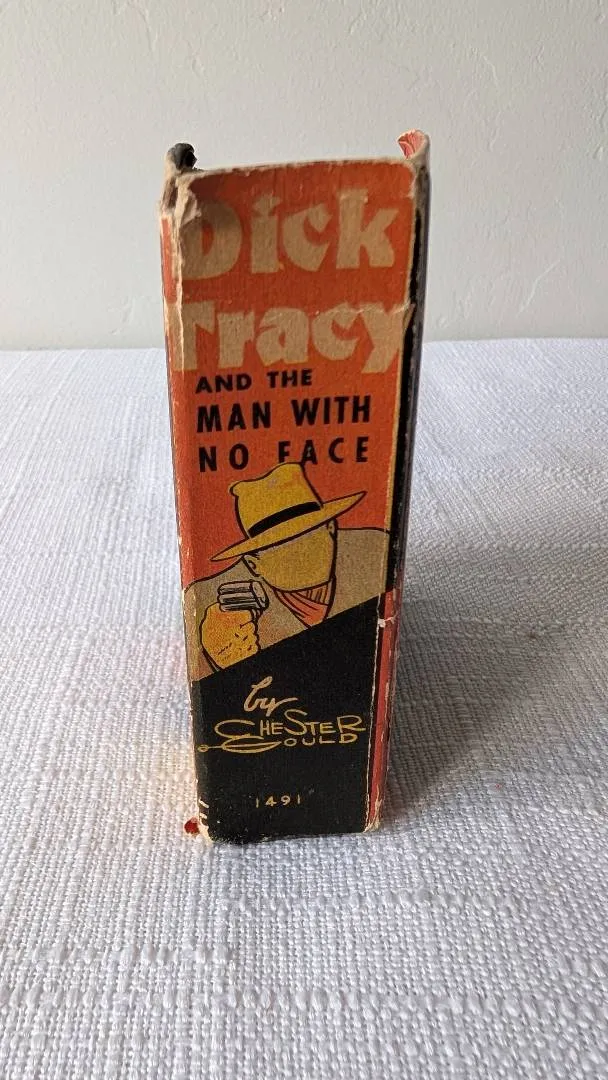 Dick
Tracy
AND THE
MAN WITH
NO FACE
by
CHESTER
GOULD
1491